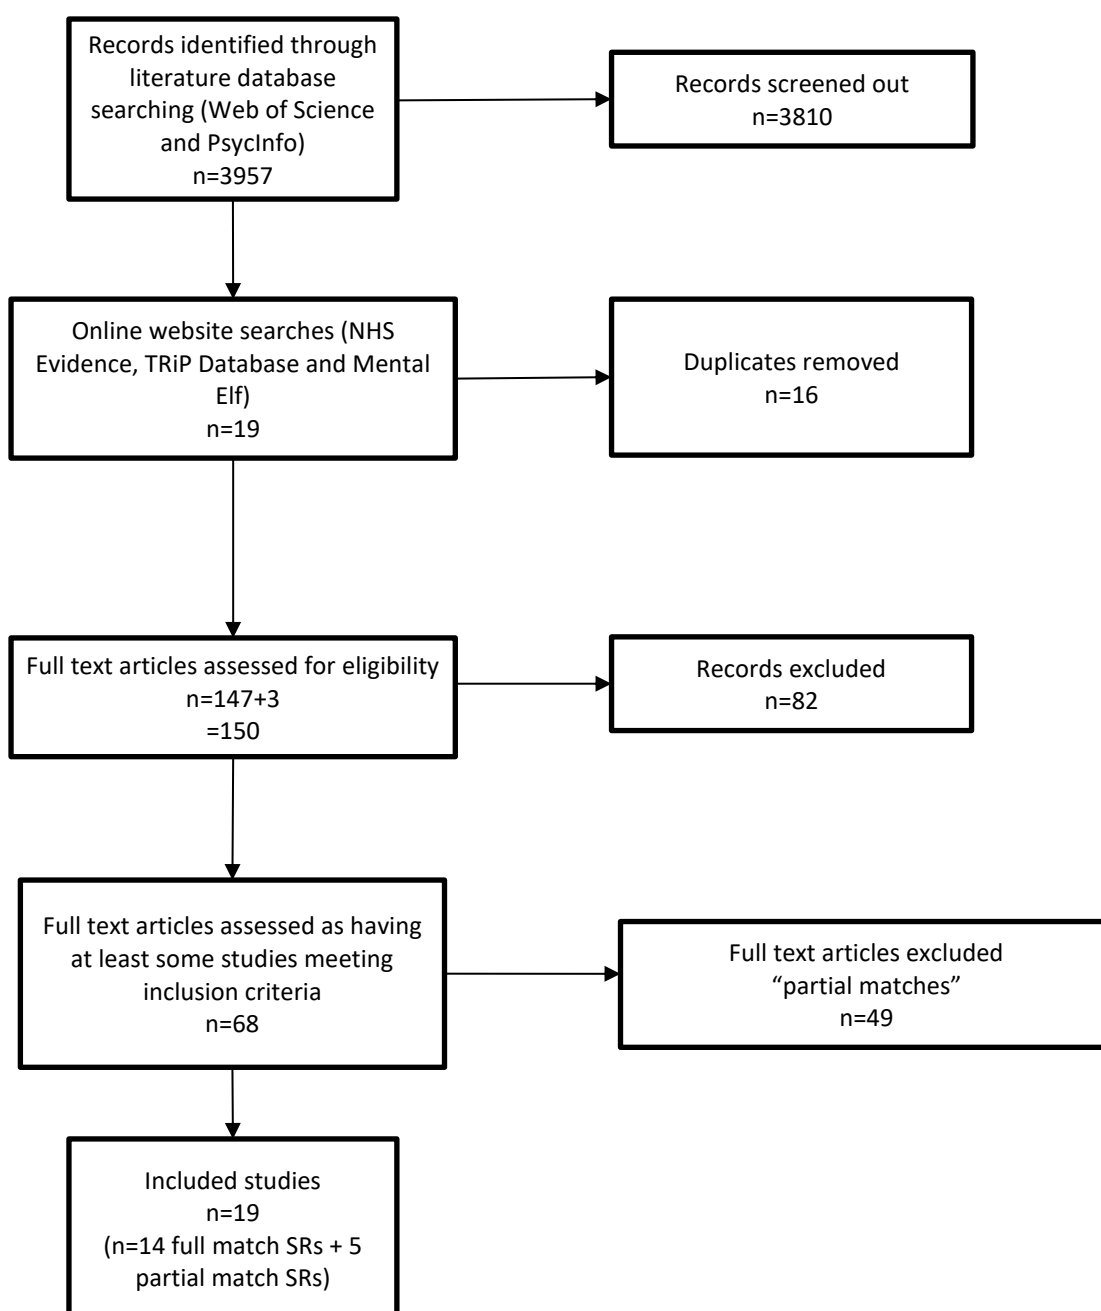 Records identified through
literature database
searching (Web of Science
and PsycInfo)
n=3957
Records screened out
n=3810
Online website searches (NHS
Evidence, TRiP Database and Mental
Elf)
n=19
Duplicates removed
n=16
Full text articles assessed for eligibility
n=147+3
=150
Records excluded
n=82
Full text articles assessed as having
at least some studies meeting
inclusion criteria
n=68
Full text articles excluded
“partial matches”
n=49
Included studies
n=19
(n=14 full match SRs + 5
partial match SRs)